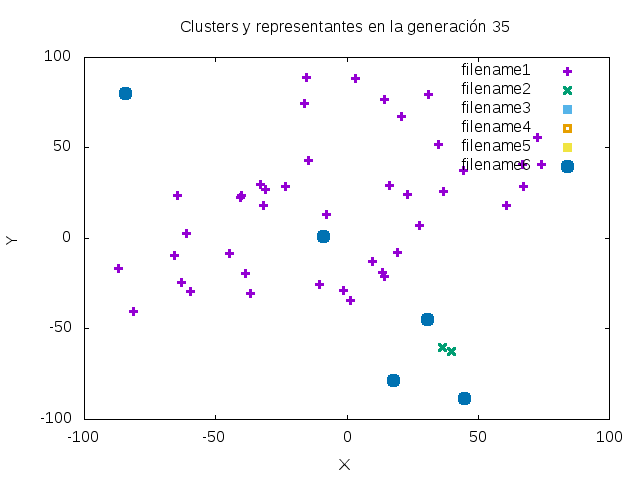 Clusters y representantes en la generación 35
100
50
0
-50
-100
-100
-50
0
50
100
Y
X
filename1
filename2
filename3
filename4
filename5
filename6